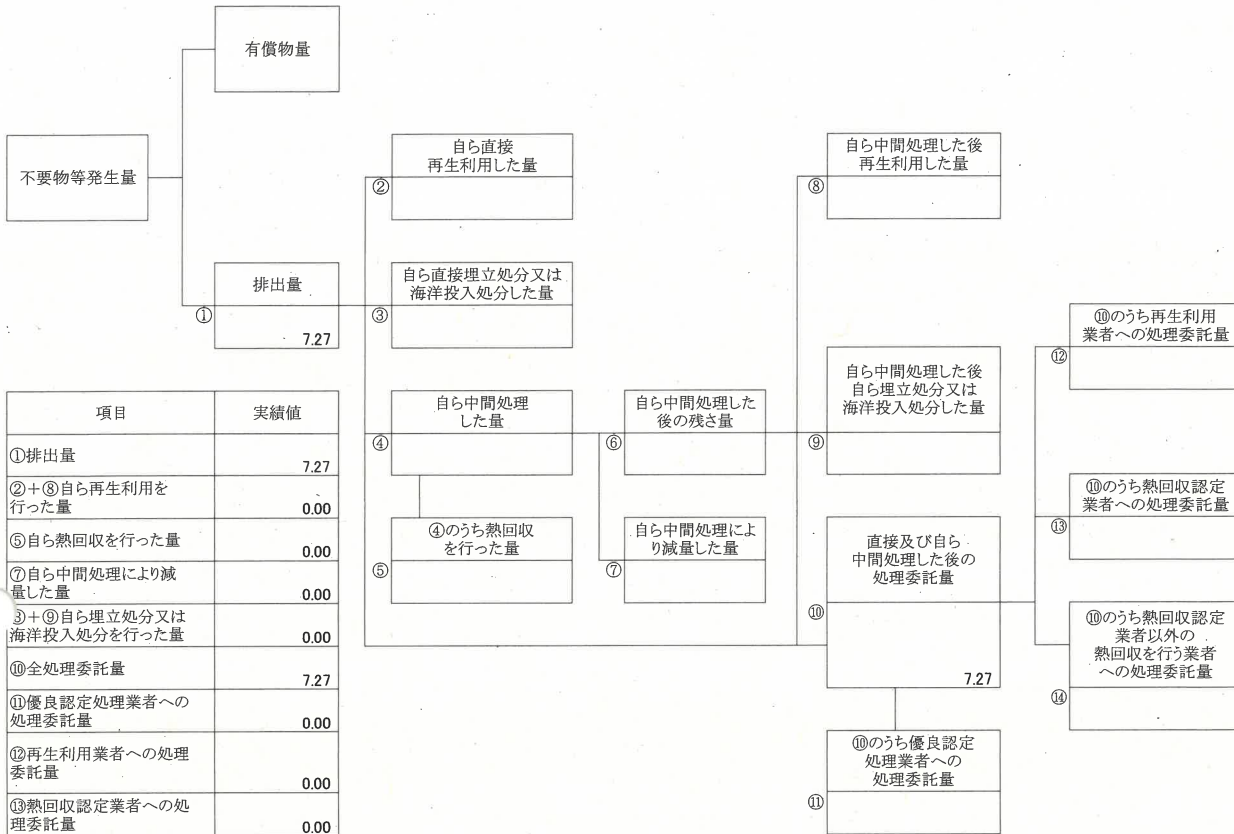 有償物量
不要物等発生量
排出量
①
7.27
自ら直接
再生利用した量
②
自ら直接埋立処分又は
海洋投入処分した量
③
自ら中間処理
した量
④
④のうち熱回収
を行った量
⑤
自ら中間処理した
後の残さ量
⑥
自ら中間処理によ
り減量した量
⑦
自ら中間処理した後
再生利用した量
⑧
自ら中間処理した後
自ら埋立処分又は
海洋投入処分した量
⑨
直接及び自ら
中間処理した後の
処理委託量
⑩
7.27
⑩のうち優良認定
処理業者への
処理委託量
⑪
⑩のうち再生利用
業者への処理委託量
⑫
⑩のうち熱回収認定
業者への処理委託量
⑬
⑩のうち熱回収認定
業者以外の
熱回収を行う業者
への処理委託量
⑭
項目 実績値
①排出量 7.27
②+⑧自ら再生利用を
行った量 0.00
⑤自ら熱回収を行った量 0.00
⑦自ら中間処理により減
量した量 0.00
③+⑨自ら埋立処分又は
海洋投入処分を行った量 0.00
⑩全処理委託量 7.27
⑪優良認定処理業者への
処理委託量 0.00
⑫再生利用業者への処理
委託量 0.00
⑬熱回収認定業者への処
理委託量 0.00